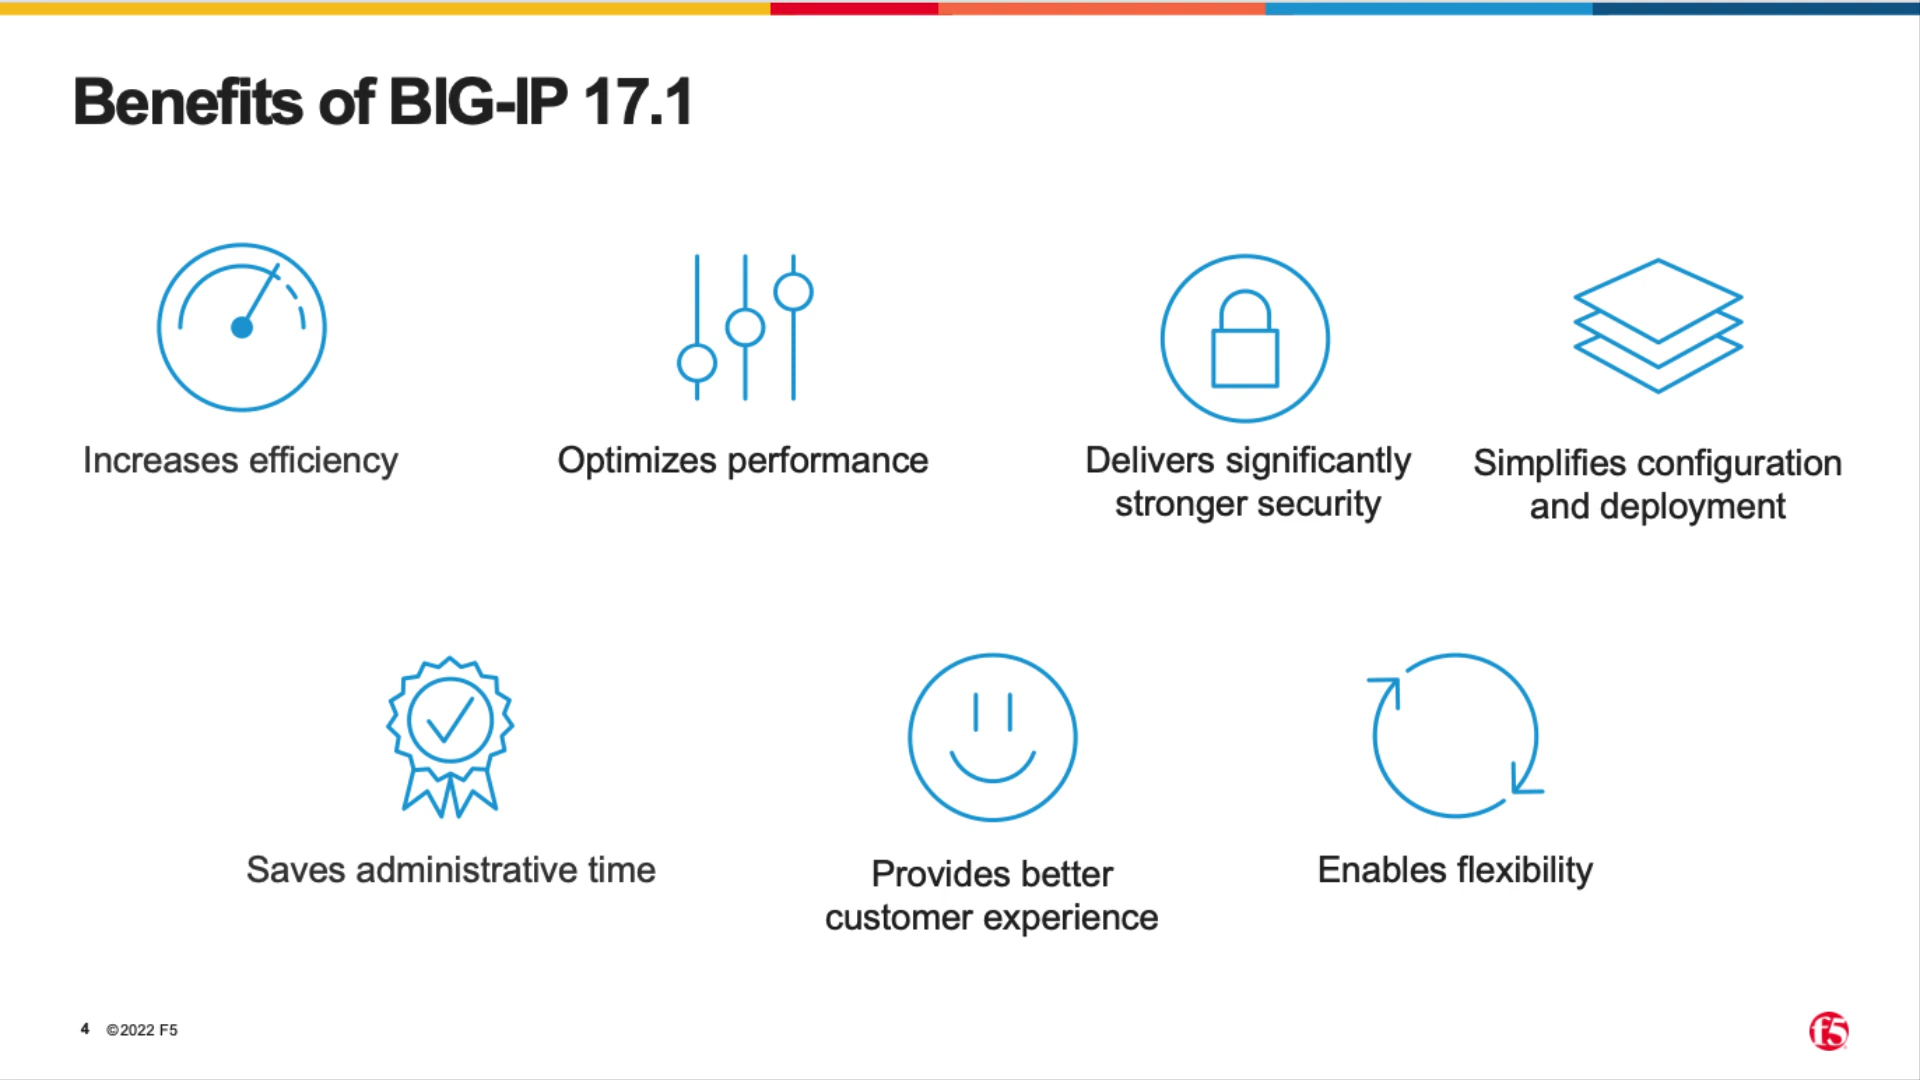 Benefits of BIG-IP 17.1
Increases efficiency
Optimizes performance
Delivers significantly
stronger security
Simplifies configuration
and deployment
Saves administrative time
Provides better
customer experience
Enables flexibility
4 ©2022 F5
f5